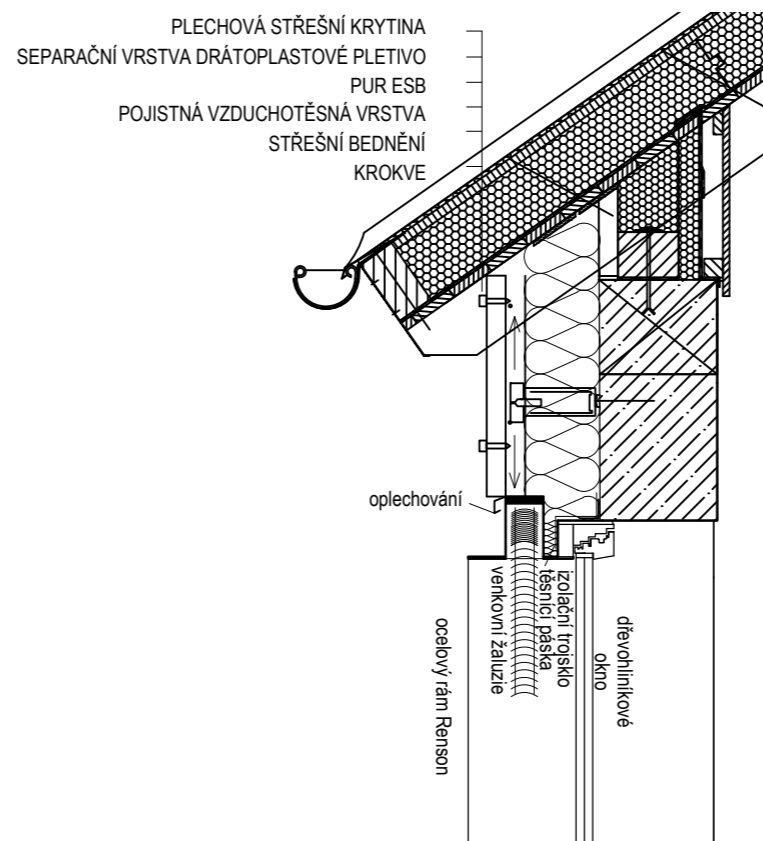 PLECHOVÁ STŘEŠNÍ KRYTINA
SEPARAČNÍ VRSTVA DRÁTOPLASTOVÉ PLETIVO
PUR ESB
POJISTNÁ VZDUCHOTĚSNÁ VRSTVA
STŘEŠNÍ BEDNĚNÍ
KROKVE
oplechování
ocelový rám Renson
venkovní žaluzie
těsnící páska
izolační trojsklo
okno
dřevohliníkové